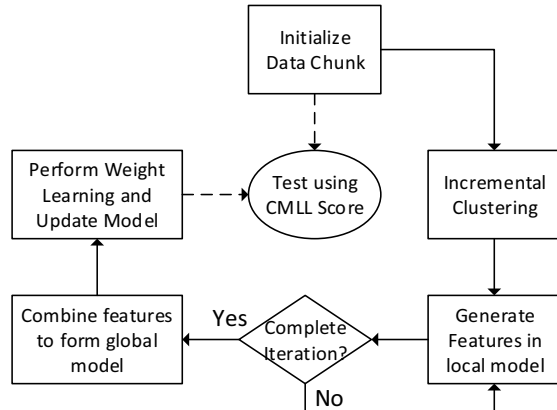 Initialize
Data Chunk
Perform Weight
Learning and
Update Model
Test using
CMLL Score
Incremental
Clustering
Combine features
to form global
model
Yes
Complete
Iteration?
No
Generate
Features in
local model